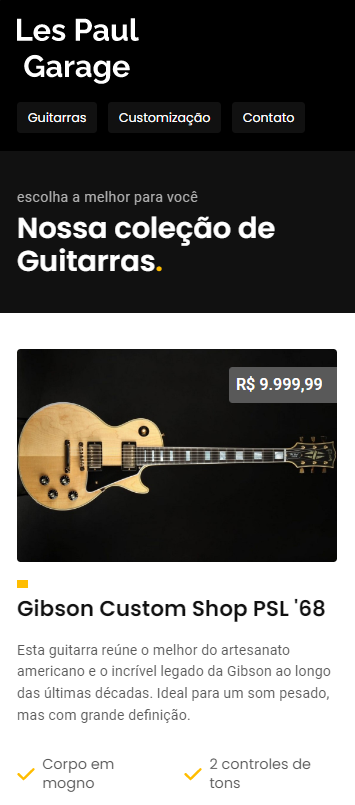 Les Paul
Garage
Guitarras
Customização
Contato
escolha a melhor para você
Nossa coleção de
Guitarras.
R$ 9.999,99
Gibson Custom Shop PSL '68
Esta guitarra reúne o melhor do artesanato
americano e o incrível legado da Gibson ao longo
das últimas décadas. Ideal para um som pesado,
mas com grande definição.
Corpo em
mogno
2 controles de
tons